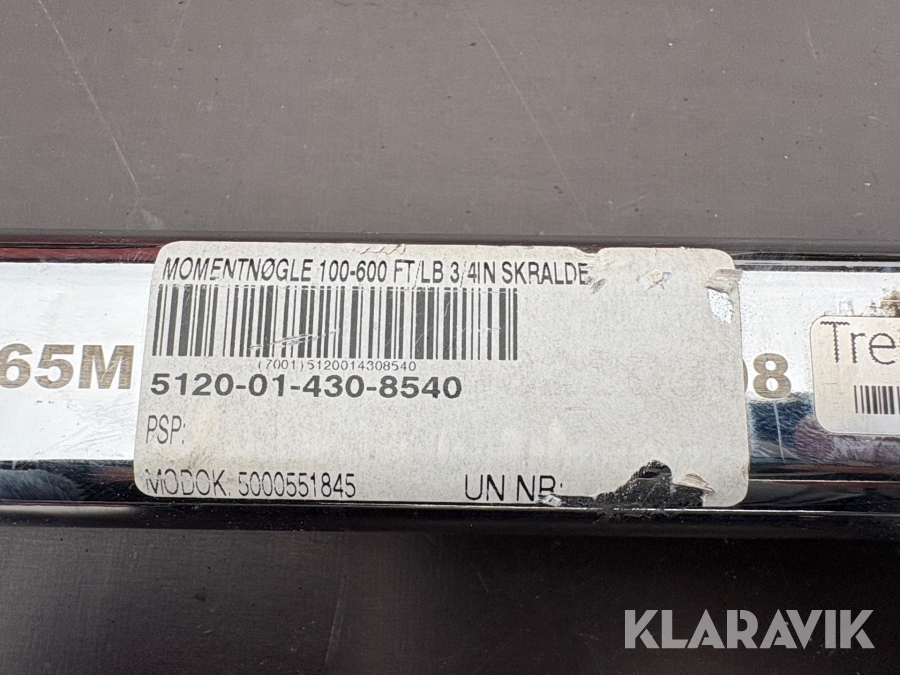 MOMENTNØGLE 100-600 FT/LB 3/4IN SKRALDE
(7001)5120014308540
65M
5120-01-430-8540
08
Tre
PSP:
MODOK: 5000551845 UN NR:
KLARAVIK